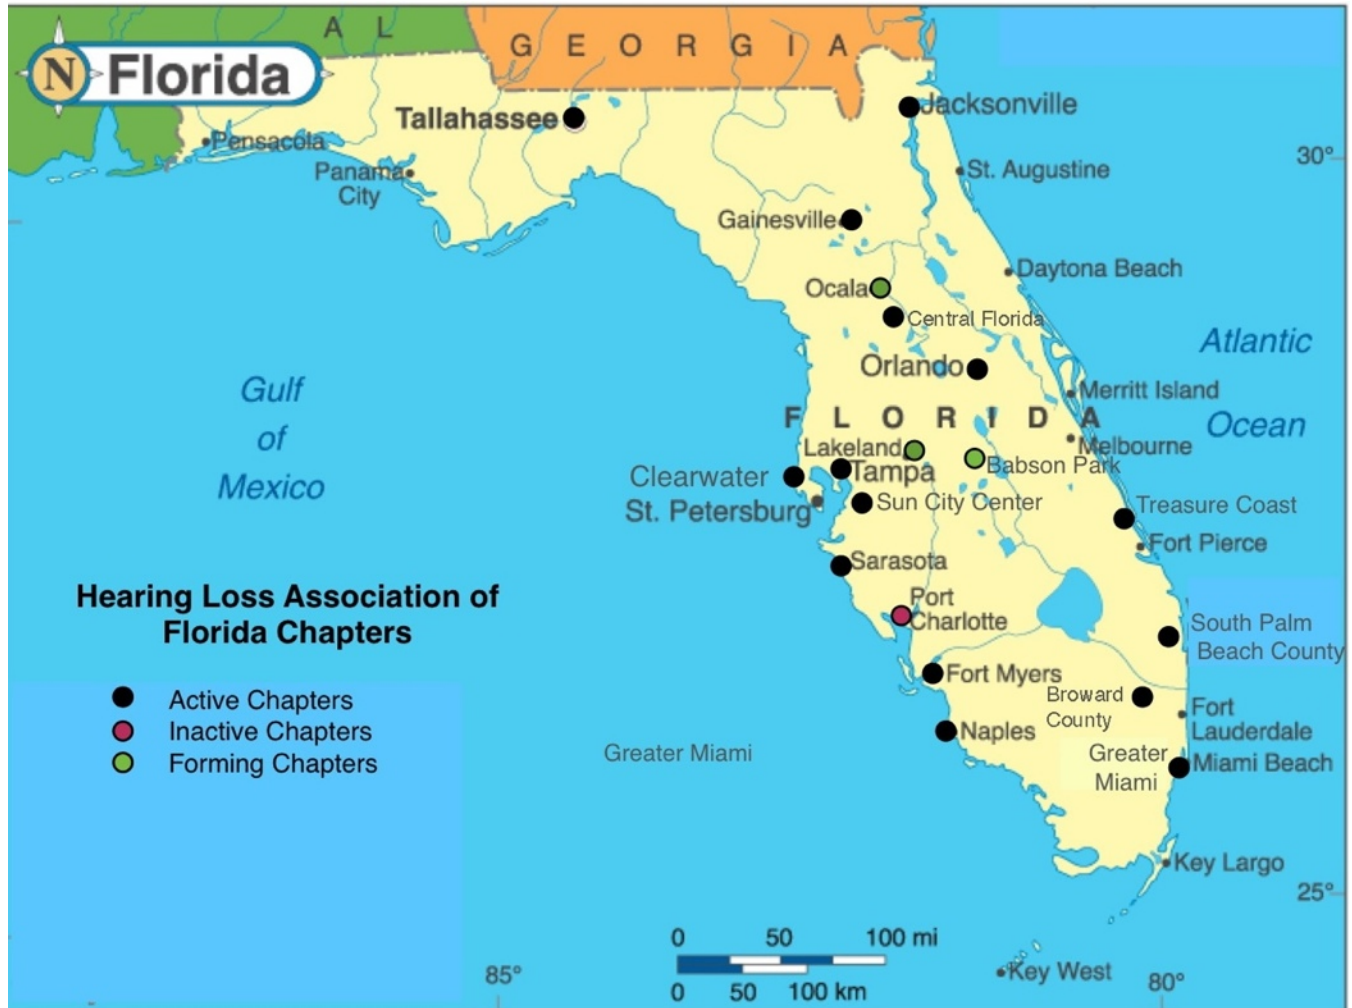 A L
G E O R G I A
N
Florida
Tallahassee
Jacksonville
Pensacola
30°
Panama
City
St. Augustine
Gainesville
Daytona Beach
Ocala
Central Florida
Atlantic
Ocean
Orlando
Gulf
of
Mexico
Merritt Island
F L O R I D A
Melbourne
Lakeland
Babson Park
Tampa
Clearwater
St. Petersburg
Sun City Center
Treasure Coast
Fort Pierce
Sarasota
Port
Charlotte
Hearing Loss Association of
Florida Chapters
South Palm
Beach County
Fort Myers
Broward
County
Active Chapters
Inactive Chapters
Forming Chapters
Fort
Lauderdale
Naples
Greater Miami
Greater
Miami
Miami Beach
Key Largo
25°
0 50 100 mi
0 50 100 km
Key West
85°
80°